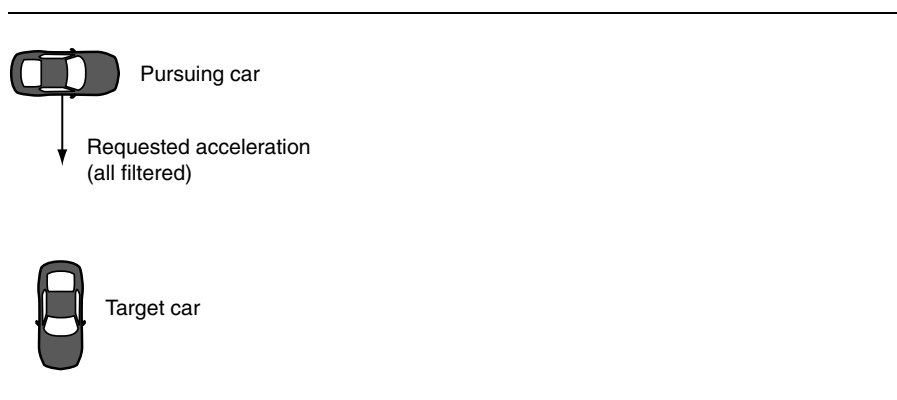 Pursuing car
Requested acceleration
(all filtered)
Target car